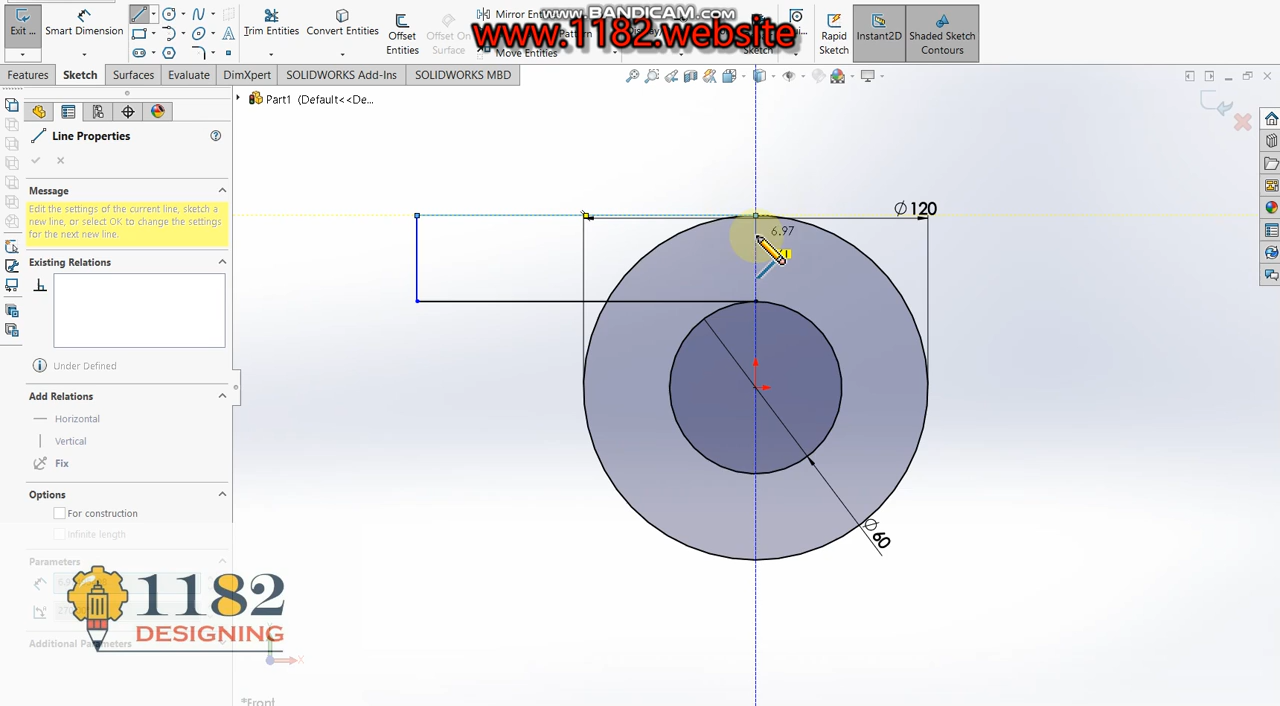 www.BANDICAM.com
www.1182.website
Exit ...
Smart Dimension
Trim Entities
Convert Entities
Offset Entities
Offset On Surface
Mirror Enti
Move Entities
Sketch
Rapid Sketch
Instant2D
Shaded Sketch Contours
Features
Sketch
Surfaces
Evaluate
DimXpert
SOLIDWORKS Add-Ins
SOLIDWORKS MBD
Part1 (Default<<De...
Line Properties
Message
Edit the settings of the current line, sketch a
new line, or select OK to change the settings
for the next new line.
Existing Relations
Under Defined
Add Relations
Horizontal
Vertical
Fix
Options
For construction
Infinite length
Parameters
Additional Parameters
1182
DESIGNING
X
*Front
Ø 120
6.97
Ø 60